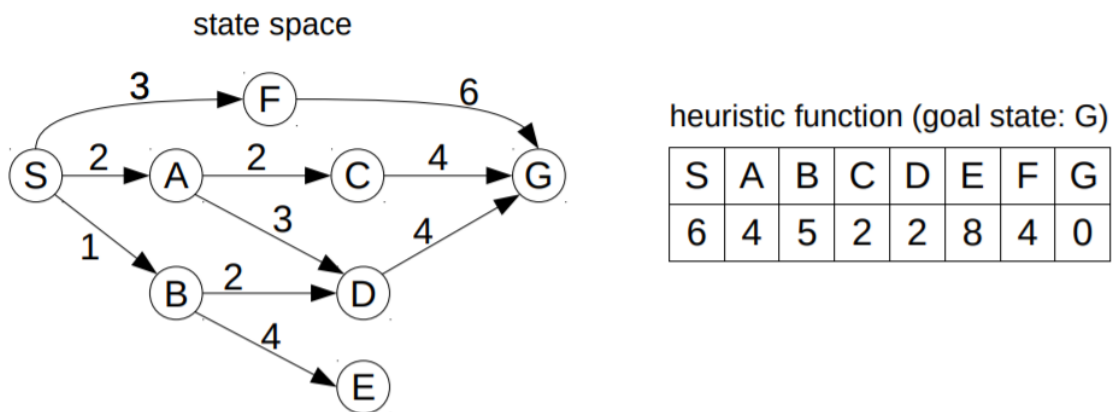 state space
3
F
6
heuristic function (goal state: G)
S 2 A 2 C 4 G
S A B C D E F G
3
4
6 4 5 2 2 8 4 0
1
B 2 D
4
E